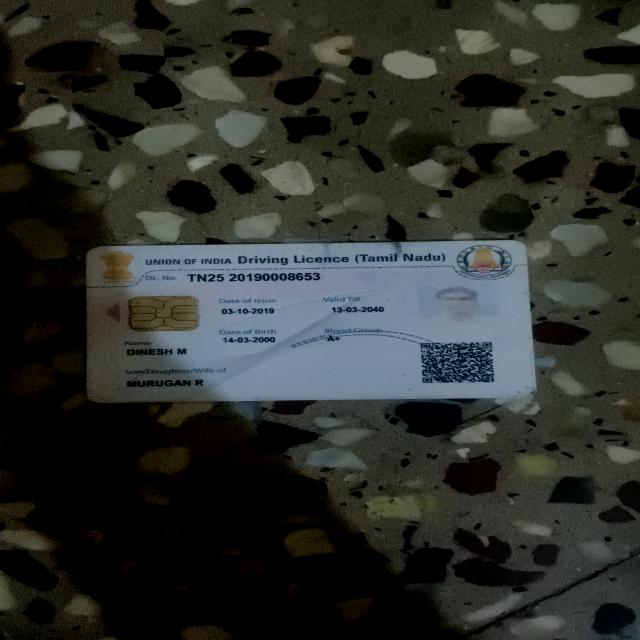 UNION OF INDIA Driving Licence (Tamil Nadu)
DL. No. TN25 20190008653
Date of Issue Valid Till
03-10-2019 13-03-2040
Date of Birth Blood Group
14-03-2000 A+
Name
DINESH M
Son/Daughter/Wife of
MURUGAN R